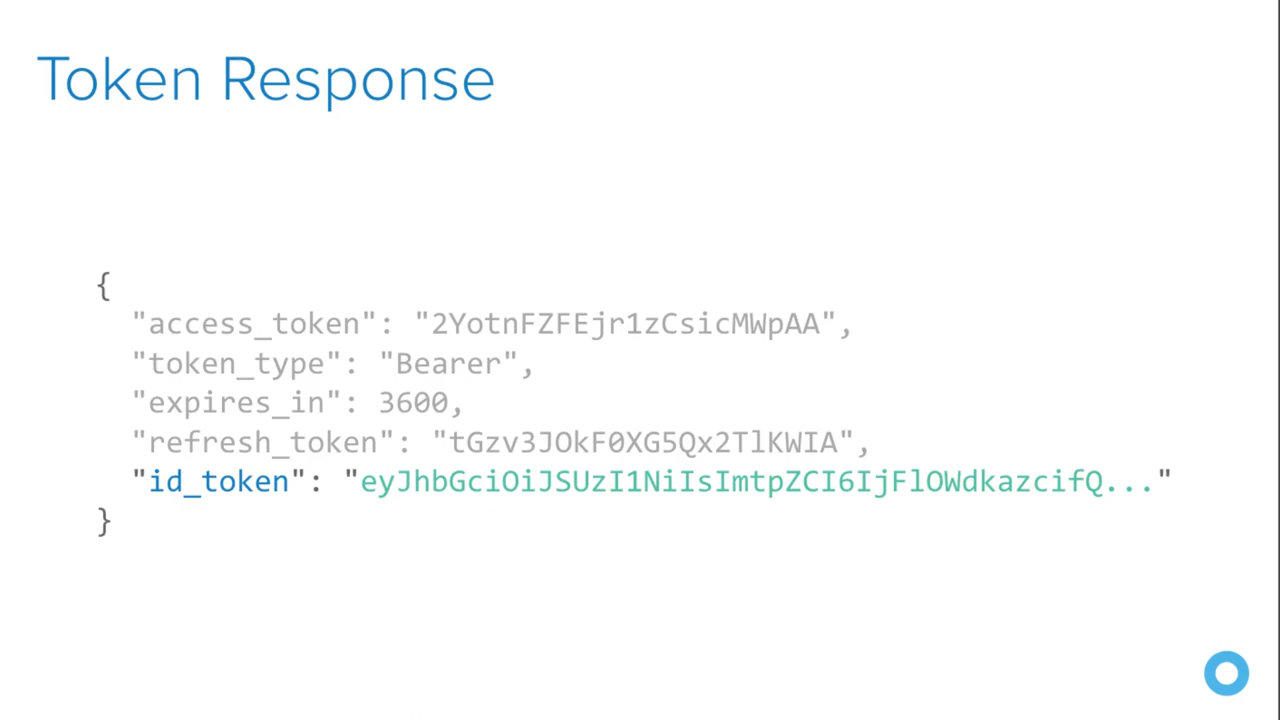 Token Response
{
"access_token": "2YotnFZFEjr1zCsicMWpAA",
"token_type": "Bearer",
"expires_in": 3600,
"refresh_token": "tGzv3JOkF0XG5Qx2TlKWIA",
"id_token": "eyJhbGciOiJSUzI1NiIsImtpZCI6IjFlOWdkazcifQ..."
}